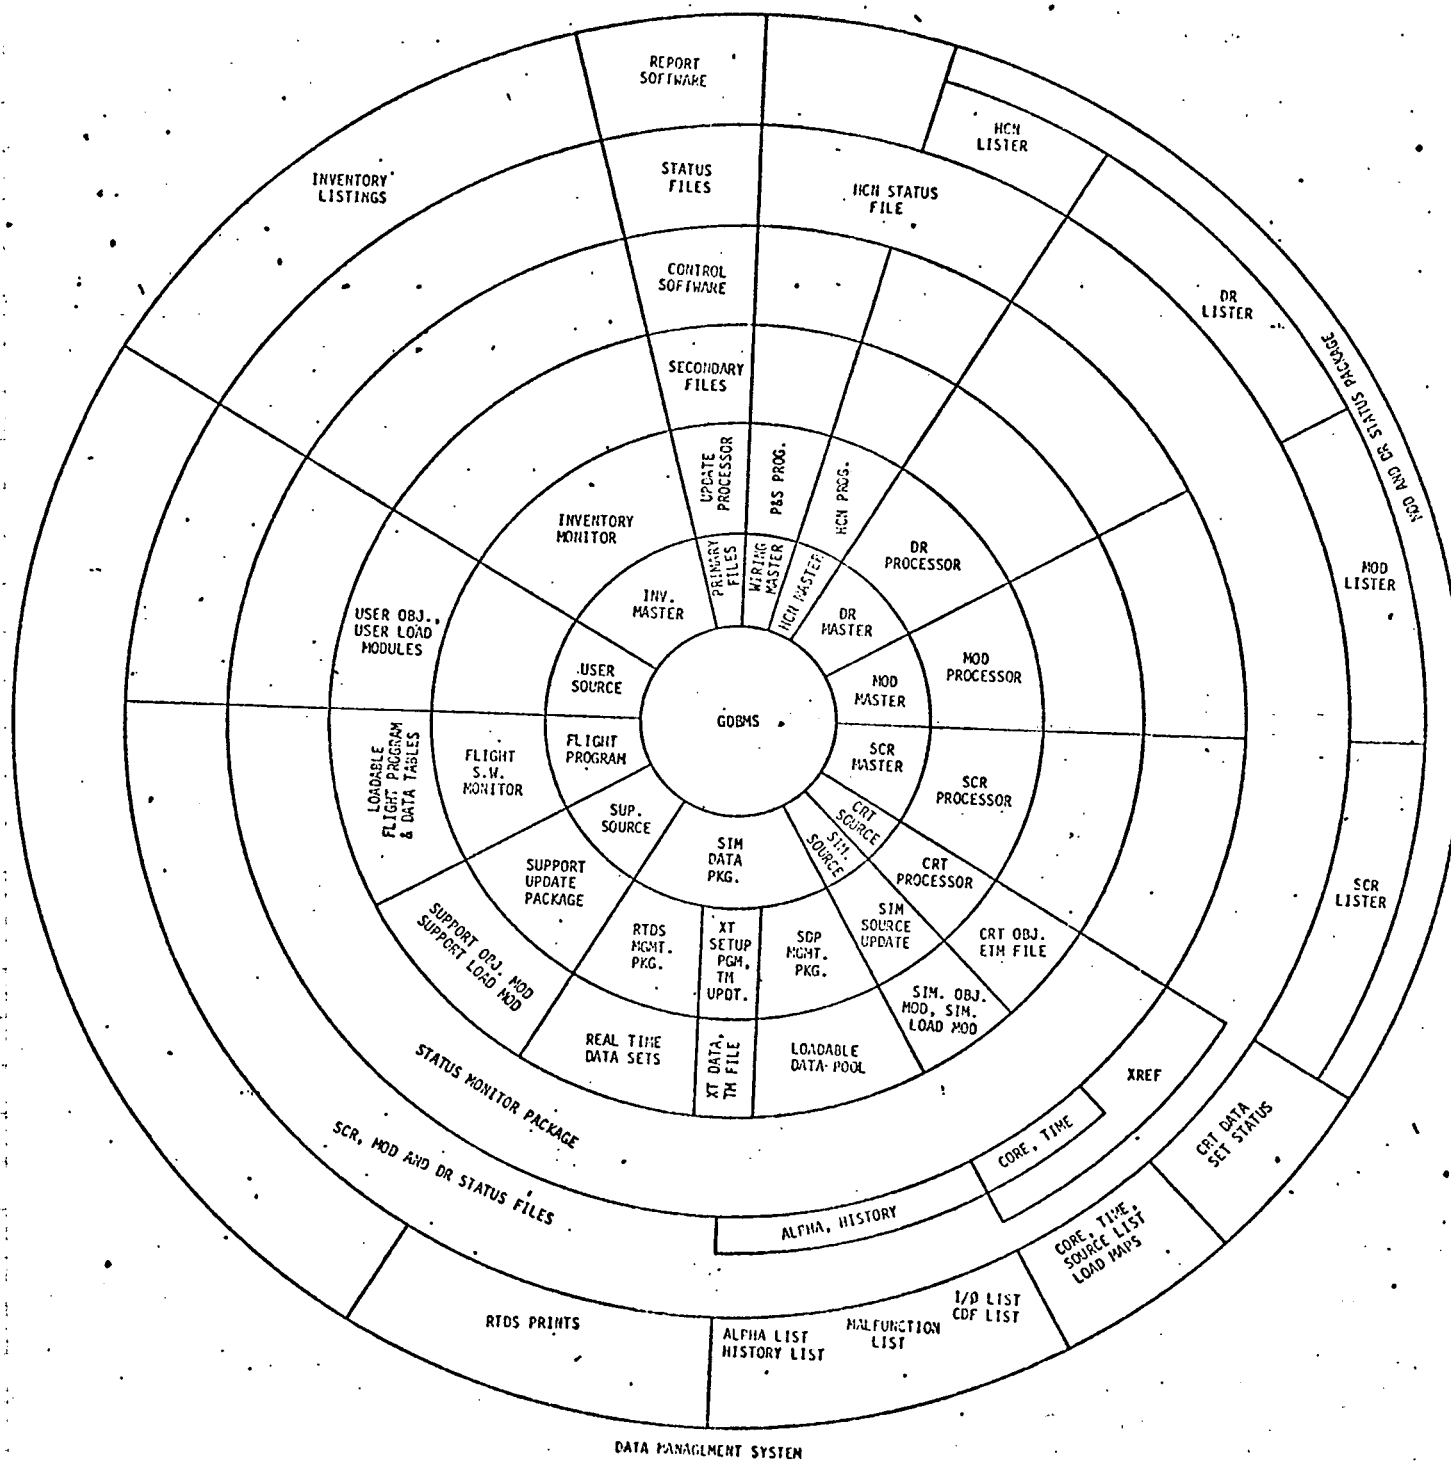 REPORT
SOFTWARE
HCN
LISTER
INVENTORY
LISTINGS
STATUS
FILES
HCN STATUS
FILE
DR
LISTER
MOD AND DR STATUS PACKAGE
CONTROL
SOFTWARE
SECONDARY
FILES
UPDATE
PROCESSOR
P&S PROG.
HCN PROG.
INVENTORY
MONITOR
DR
PROCESSOR
MOD
LISTER
PRIMARY
FILES
WIRING
MASTER
HCN MASTER
INV.
MASTER
DR
MASTER
USER OBJ.,
USER LOAD
MODULES
USER
SOURCE
MOD
MASTER
MOD
PROCESSOR
GDBMS
LOADABLE
FLIGHT PROGRAM
& DATA TABLES
FLIGHT
S.W.
MONITOR
FLIGHT
PROGRAM
SCR
MASTER
SCR
PROCESSOR
SUP.
SOURCE
SIM
DATA
PKG.
SIM.
SOURCE
CRT
SOURCE
CRT
PROCESSOR
SCR
LISTER
SUPPORT
UPDATE
PACKAGE
SUPPORT OBJ. MOD
SUPPORT LOAD MOD
RTDS
MGMT.
PKG.
XT
SETUP
PGM,
TM
UPDT.
SDP
MGMT.
PKG.
SIM
SOURCE
UPDATE
CRT OBJ.
EIM FILE
SIM. OBJ.
MOD, SIM.
LOAD MOD
REAL TIME
DATA SETS
XT DATA,
TM FILE
LOADABLE
DATA POOL
STATUS MONITOR PACKAGE
XREF
CORE, TIME
CRT DATA
SET STATUS
SCR, MOD AND DR STATUS FILES
ALPHA, HISTORY
CORE, TIME,
SOURCE LIST
LOAD MAPS
RTDS PRINTS
ALPHA LIST
HISTORY LIST
MALFUNCTION
LIST
I/O LIST
CDF LIST
DATA MANAGEMENT SYSTEM